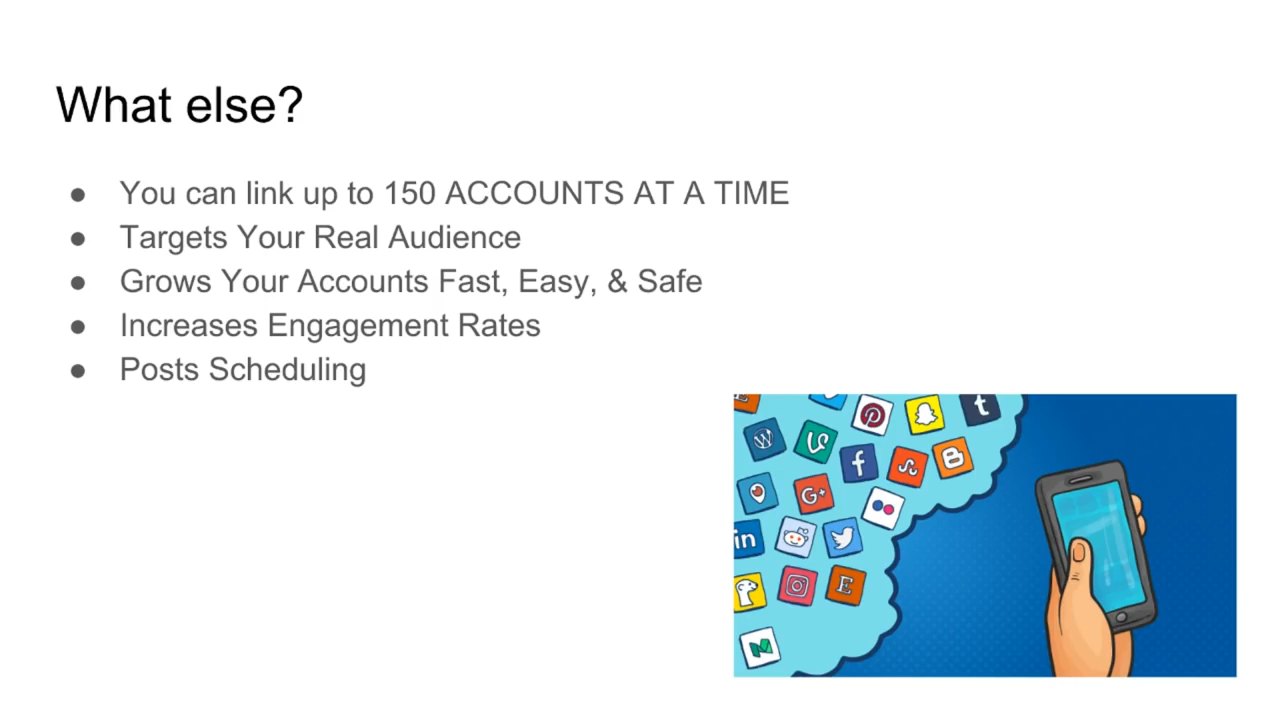 What else?
● You can link up to 150 ACCOUNTS AT A TIME
● Targets Your Real Audience
● Grows Your Accounts Fast, Easy, & Safe
● Increases Engagement Rates
● Posts Scheduling
t
f
G+
in
E